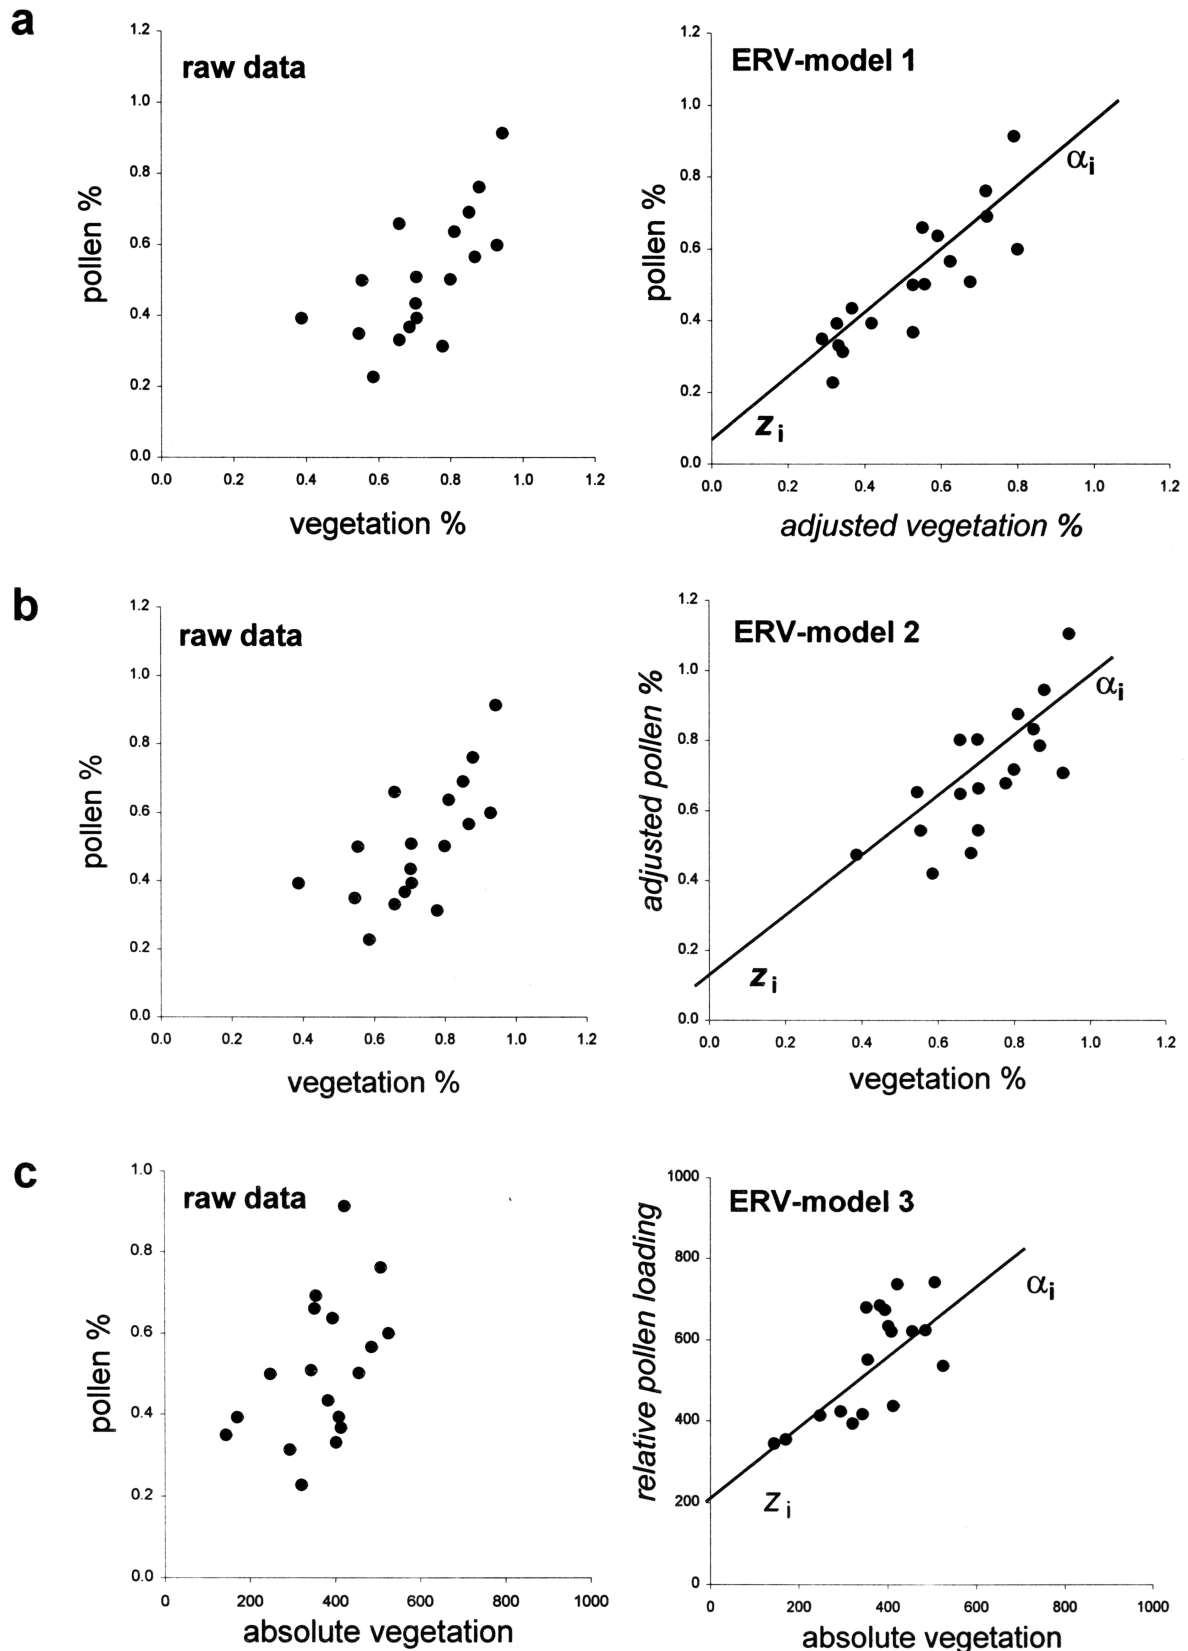 a
raw data
pollen %
1.2
1.0
0.8
0.6
0.4
0.2
0.0
0.0 0.2 0.4 0.6 0.8 1.0 1.2
vegetation %
ERV-model 1
pollen %
1.2
1.0
0.8
0.6
0.4
0.2
0.0
αi
zi
0.0 0.2 0.4 0.6 0.8 1.0 1.2
adjusted vegetation %
b
raw data
pollen %
1.2
1.0
0.8
0.6
0.4
0.2
0.0
0.0 0.2 0.4 0.6 0.8 1.0 1.2
vegetation %
ERV-model 2
adjusted pollen %
1.2
1.0
0.8
0.6
0.4
0.2
0.0
αi
zi
0.0 0.2 0.4 0.6 0.8 1.0 1.2
vegetation %
c
raw data
pollen %
1.0
0.8
0.6
0.4
0.2
0.0
0 200 400 600 800 1000
absolute vegetation
ERV-model 3
relative pollen loading
1000
800
600
400
200
0
αi
zi
0 200 400 600 800 1000
absolute vegetation